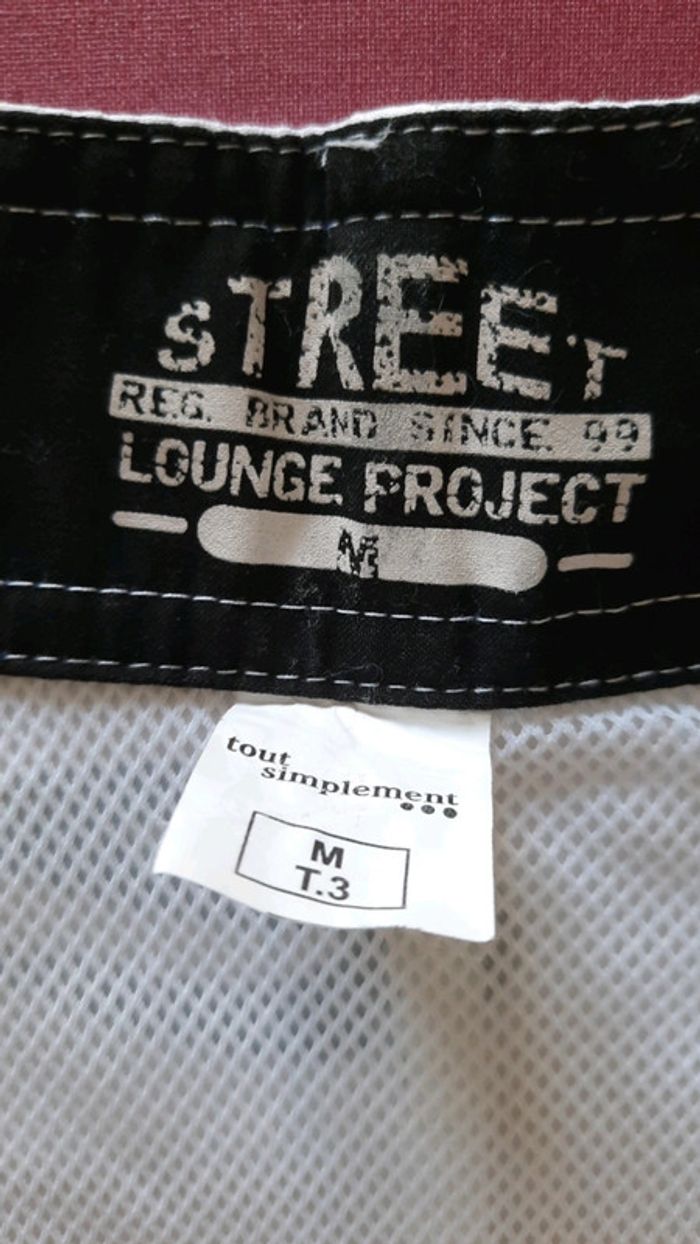 sTREEt
REG. BRAND SINCE 99
LOUNGE PROJECT
M
tout
simplement
...
M
T.3